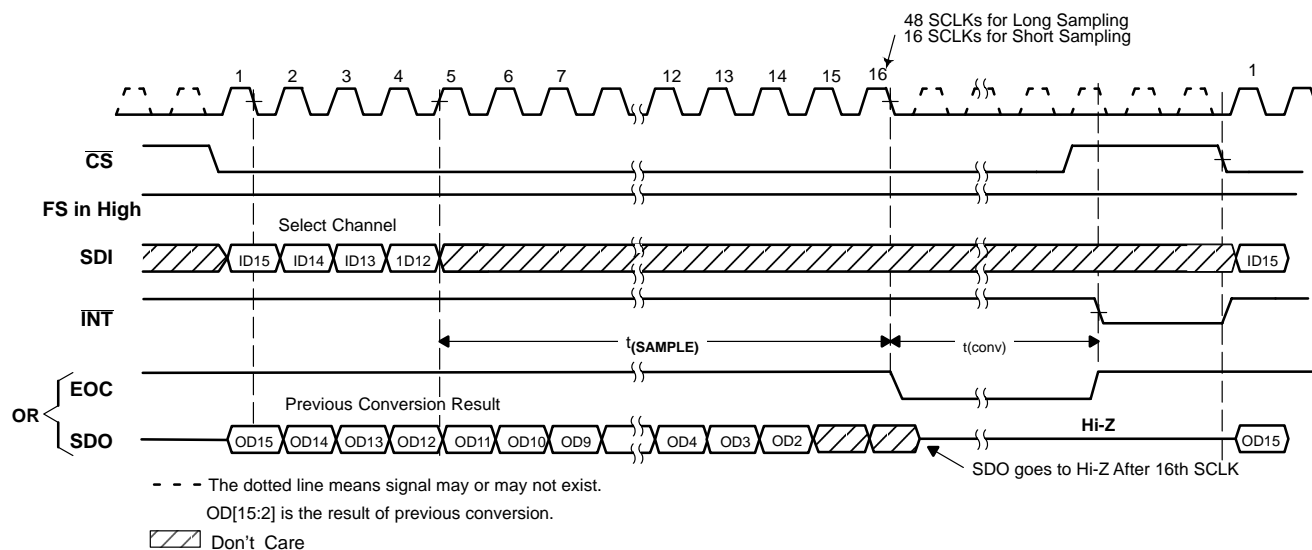 48 SCLKs for Long Sampling
16 SCLKs for Short Sampling
1 2 3 4 5 6 7 12 13 14 15 16 1
CS
FS in High
Select Channel
SDI ID15 ID14 ID13 1D12 ID15
INT
t(SAMPLE) t(conv)
EOC
OR
Previous Conversion Result
SDO OD15 OD14 OD13 OD12 OD11 OD10 OD9 OD4 OD3 OD2 Hi-Z OD15
SDO goes to Hi-Z After 16th SCLK
The dotted line means signal may or may not exist.
OD[15:2] is the result of previous conversion.
Don't Care